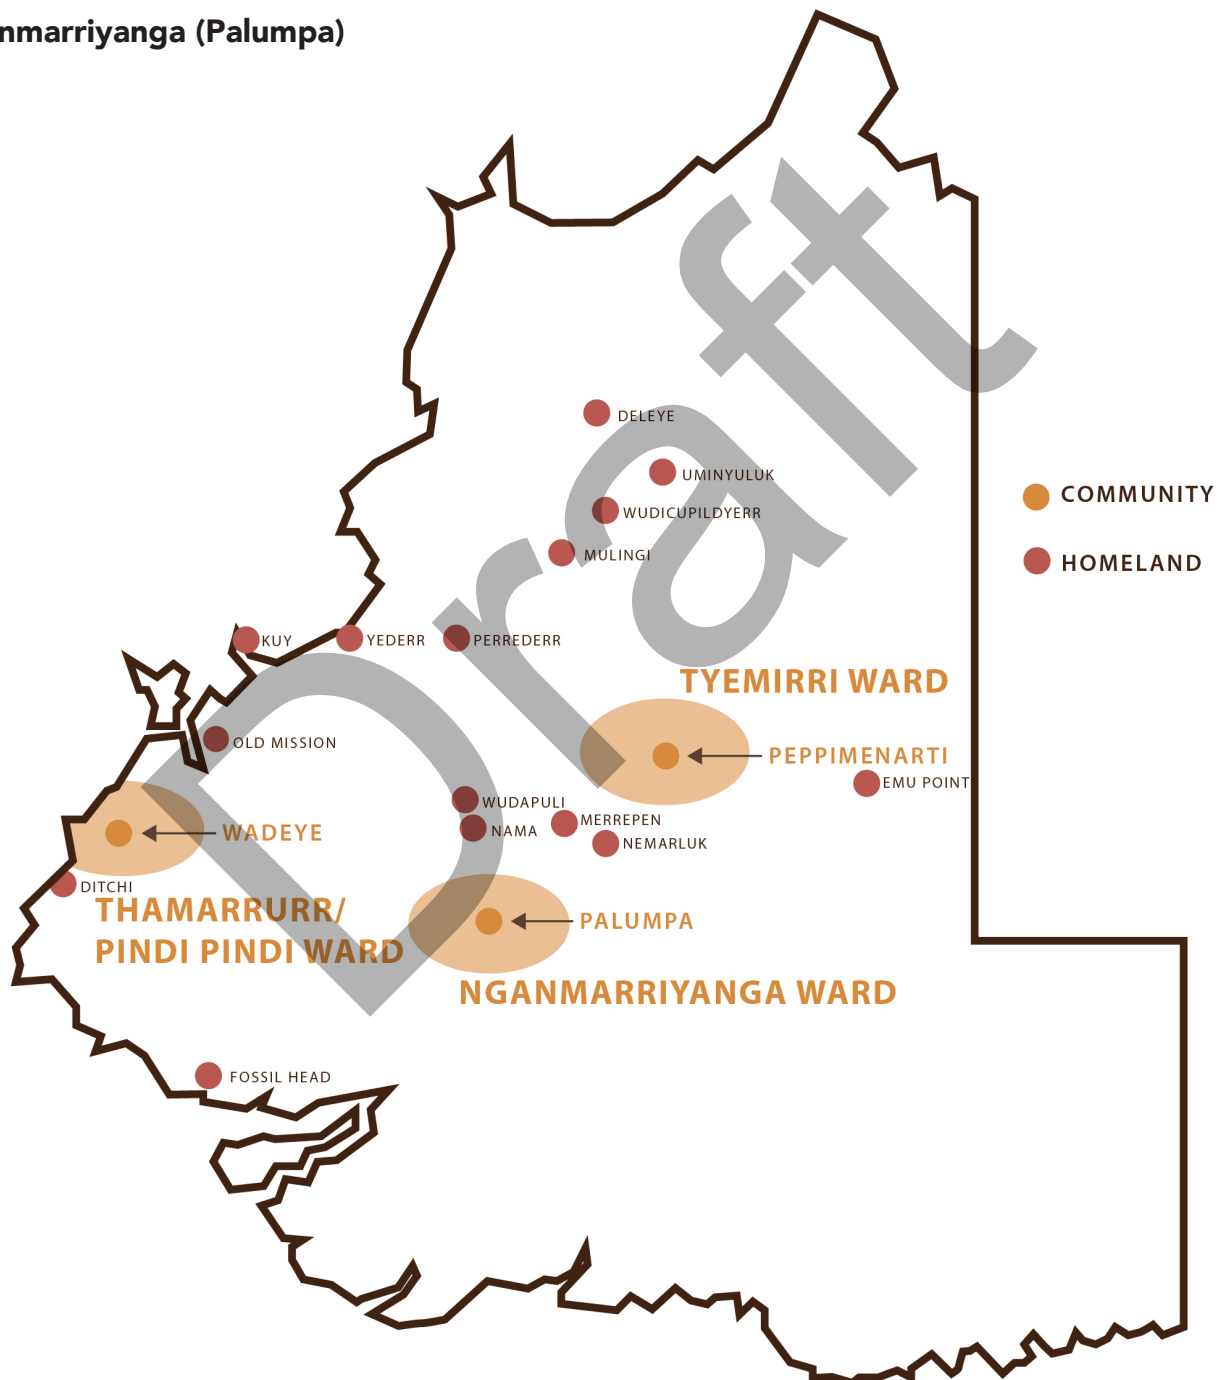 nmarriyanga (Palumpa)
DELEYE
UMINYULUK
COMMUNITY
WUDICUPILDYERR
MULINGI
HOMELAND
KUY
YEDERR
PERREDERR
TYEMIRRI WARD
OLD MISSION
PEPPIMENARTI
EMU POINT
WUDAPULI
MERREPEN
NAMA
WADEYE
NEMARLUK
DITCHI
THAMARRURR/
PINDI PINDI WARD
PALUMPA
NGANMARRIYANGA WARD
FOSSIL HEAD
Draft